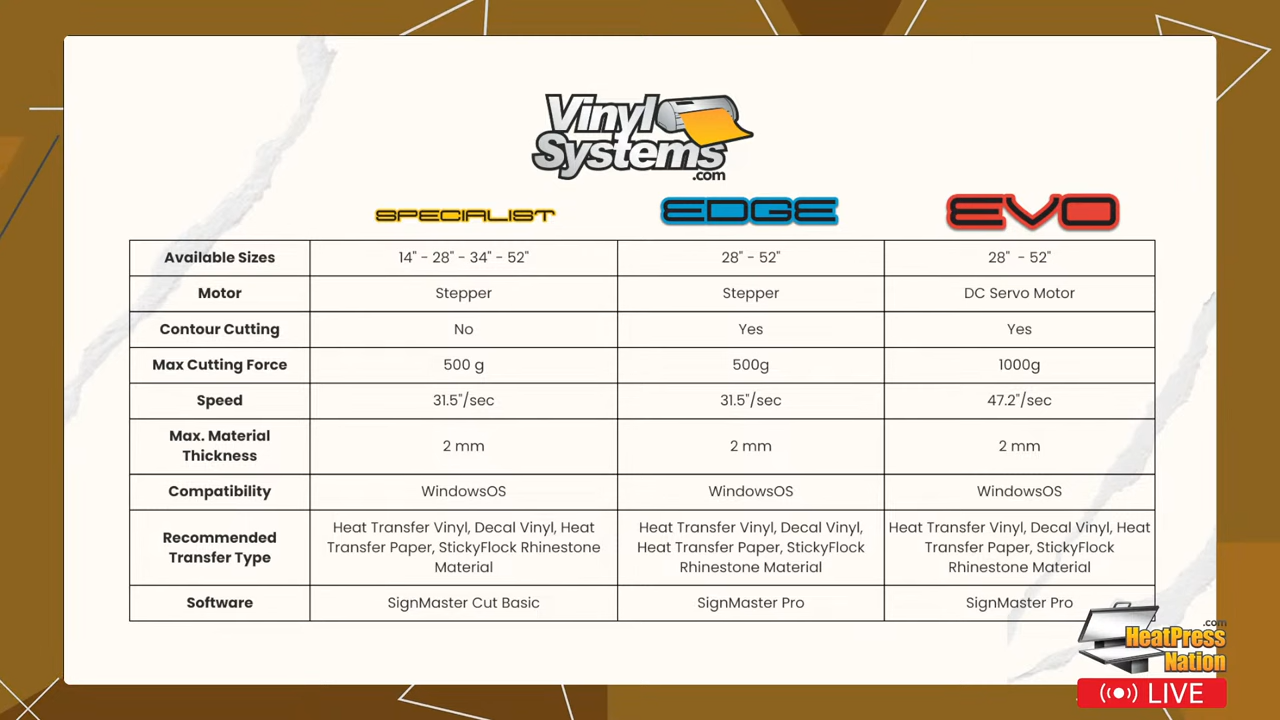 Vinyl
Systems
.com
SPECIALIST EDGE EVO
Available Sizes 14" - 28" - 34" - 52" 28" - 52" 28" - 52"
Motor Stepper Stepper DC Servo Motor
Contour Cutting No Yes Yes
Max Cutting Force 500 g 500g 1000g
Speed 31.5"/sec 31.5"/sec 47.2"/sec
Max. Material
Thickness
2 mm 2 mm 2 mm
Compatibility WindowsOS WindowsOS WindowsOS
Recommended
Transfer Type
Heat Transfer Vinyl, Decal Vinyl, Heat
Transfer Paper, StickyFlock Rhinestone
Material
Heat Transfer Vinyl, Decal Vinyl,
Heat Transfer Paper, StickyFlock
Rhinestone Material
Heat Transfer Vinyl, Decal Vinyl, Heat
Transfer Paper, StickyFlock
Rhinestone Material
Software SignMaster Cut Basic SignMaster Pro SignMaster Pro
.com
HeatPress
Nation
LIVE